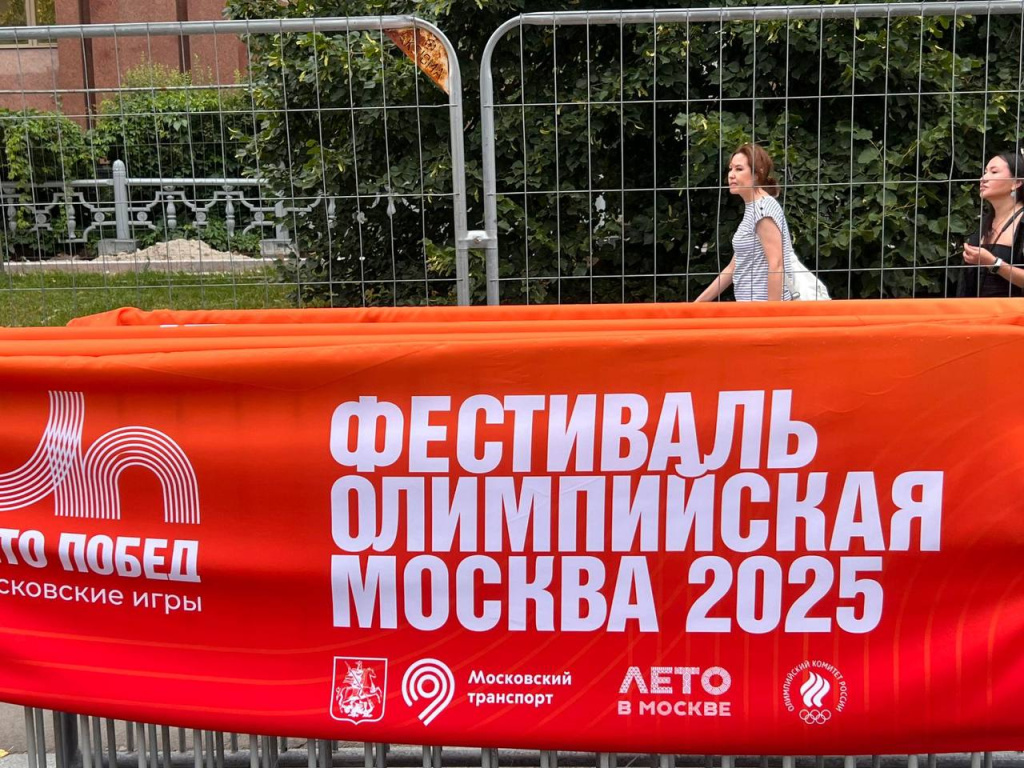 ТО ПОБЕД
сковские игры
ФЕСТИВАЛЬ
ОЛИМПИЙСКАЯ
МОСКВА 2025
Московский
транспорт
ЛЕТО
В МОСКВЕ
ОЛИМПИЙСКИЙ КОМИТЕТ РОССИИ